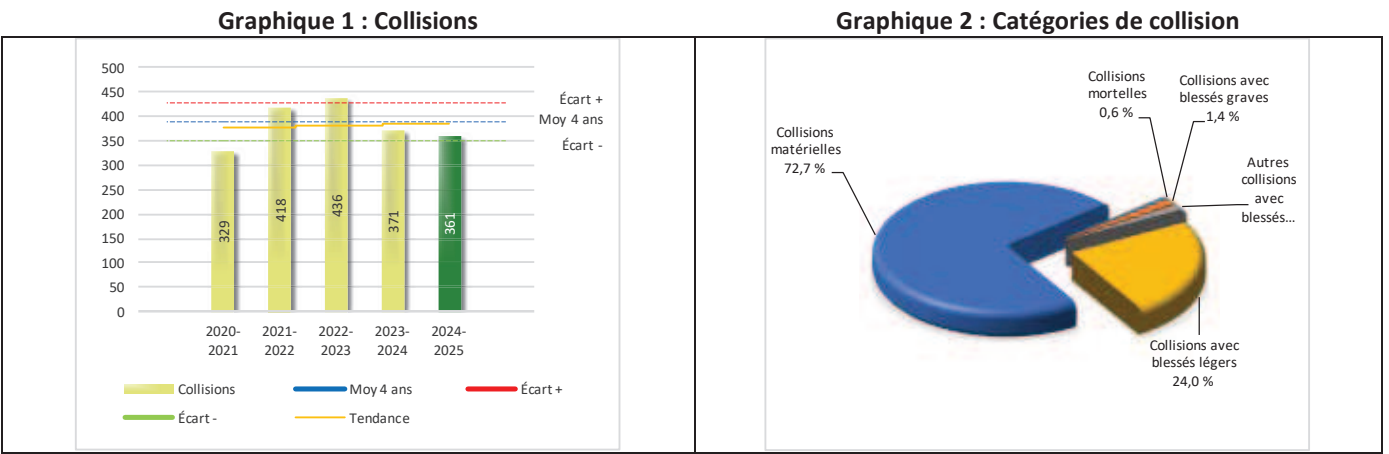 Graphique 1 : Collisions
500
450
400
350
300
250
200
150
100
50
0
329
418
436
371
361
Écart +
Moy 4 ans
Écart -
2020-
2021
2021-
2022
2022-
2023
2023-
2024
2024-
2025
Collisions
Moy 4 ans
Écart +
Écart -
Tendance
Graphique 2 : Catégories de collision
Collisions
matérielles
72,7 %
Collisions
mortelles
0,6 %
Collisions avec
blessés graves
1,4 %
Autres
collisions
avec
blessés...
Collisions avec
blessés légers
24,0 %